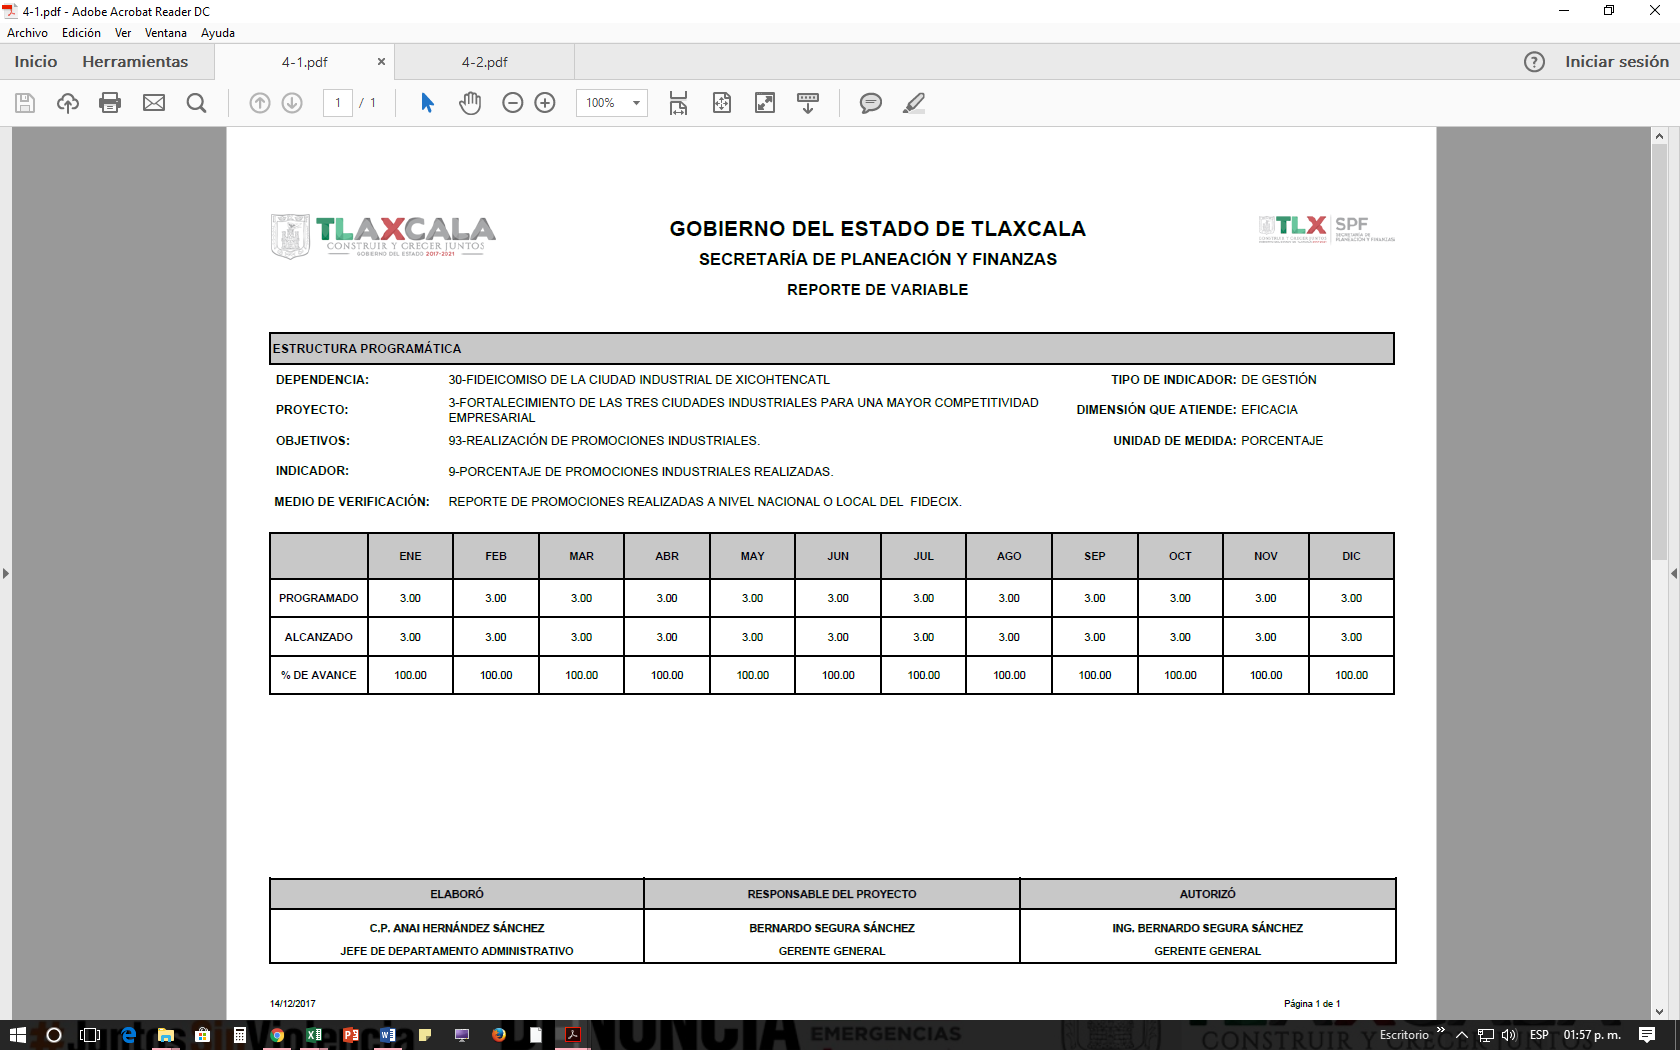 4-1.pdf - Adobe Acrobat Reader DC
Archivo Edición Ver Ventana Ayuda
Inicio Herramientas 4-1.pdf × 4-2.pdf ? Iniciar sesión
1 / 1 100%
TLAXCALA
CONSTRUIR Y CRECER JUNTOS
GOBIERNO DEL ESTADO 2017-2021
GOBIERNO DEL ESTADO DE TLAXCALA
SECRETARÍA DE PLANEACIÓN Y FINANZAS
REPORTE DE VARIABLE
TLX SPF
SECRETARÍA DE
PLANEACIÓN Y FINANZAS
ESTRUCTURA PROGRAMÁTICA
DEPENDENCIA: 30-FIDEICOMISO DE LA CIUDAD INDUSTRIAL DE XICOHTENCATL TIPO DE INDICADOR: DE GESTIÓN
PROYECTO: 3-FORTALECIMIENTO DE LAS TRES CIUDADES INDUSTRIALES PARA UNA MAYOR COMPETITIVIDAD
EMPRESARIAL DIMENSIÓN QUE ATIENDE: EFICACIA
OBJETIVOS: 93-REALIZACIÓN DE PROMOCIONES INDUSTRIALES. UNIDAD DE MEDIDA: PORCENTAJE
INDICADOR: 9-PORCENTAJE DE PROMOCIONES INDUSTRIALES REALIZADAS.
MEDIO DE VERIFICACIÓN: REPORTE DE PROMOCIONES REALIZADAS A NIVEL NACIONAL O LOCAL DEL FIDECIX.
ENE FEB MAR ABR MAY JUN JUL AGO SEP OCT NOV DIC
PROGRAMADO 3.00 3.00 3.00 3.00 3.00 3.00 3.00 3.00 3.00 3.00 3.00 3.00
ALCANZADO 3.00 3.00 3.00 3.00 3.00 3.00 3.00 3.00 3.00 3.00 3.00 3.00
% DE AVANCE 100.00 100.00 100.00 100.00 100.00 100.00 100.00 100.00 100.00 100.00 100.00 100.00
ELABORÓ RESPONSABLE DEL PROYECTO AUTORIZÓ
C.P. ANAI HERNÁNDEZ SÁNCHEZ BERNARDO SEGURA SÁNCHEZ ING. BERNARDO SEGURA SÁNCHEZ
JEFE DE DEPARTAMENTO ADMINISTRATIVO GERENTE GENERAL GERENTE GENERAL
14/12/2017 Página 1 de 1
EMERGENCIAS
CONSTRUIR Y CRECER JUNTOS
Escritorio ESP 01:57 p. m.